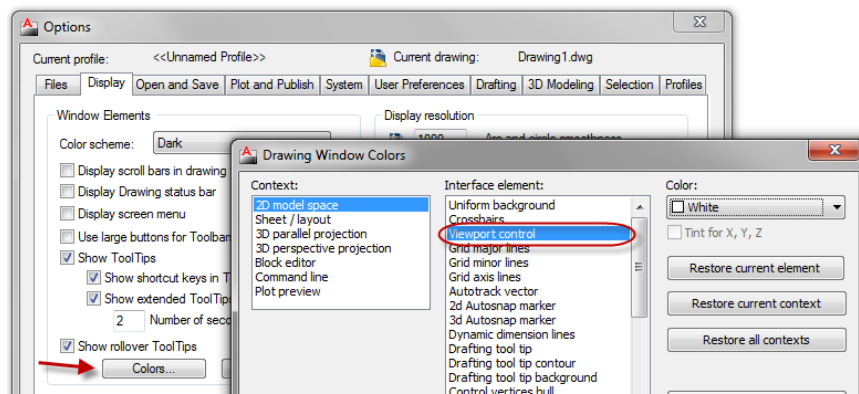 Options
Current profile: <<Unnamed Profile>> Current drawing: Drawing1.dwg
Files Display Open and Save Plot and Publish System User Preferences Drafting 3D Modeling Selection Profiles
Window Elements
Color scheme: Dark
Display scroll bars in drawing
Display Drawing status bar
Display screen menu
Use large buttons for Toolbar
Show ToolTips
Show shortcut keys in T
Show extended ToolTip
2 Number of seco
Show rollover ToolTips
Colors...
Display resolution
1000 Arc and circle smoothness
Drawing Window Colors
Context:
2D model space
Sheet / layout
3D parallel projection
3D perspective projection
Block editor
Command line
Plot preview
Interface element:
Uniform background
Crosshairs
Viewport control
Grid major lines
Grid minor lines
Grid axis lines
Autotrack vector
2d Autosnap marker
3d Autosnap marker
Dynamic dimension lines
Drafting tool tip
Drafting tool tip contour
Drafting tool tip background
Control vertices hull
Color:
White
Tint for X, Y, Z
Restore current element
Restore current context
Restore all contexts